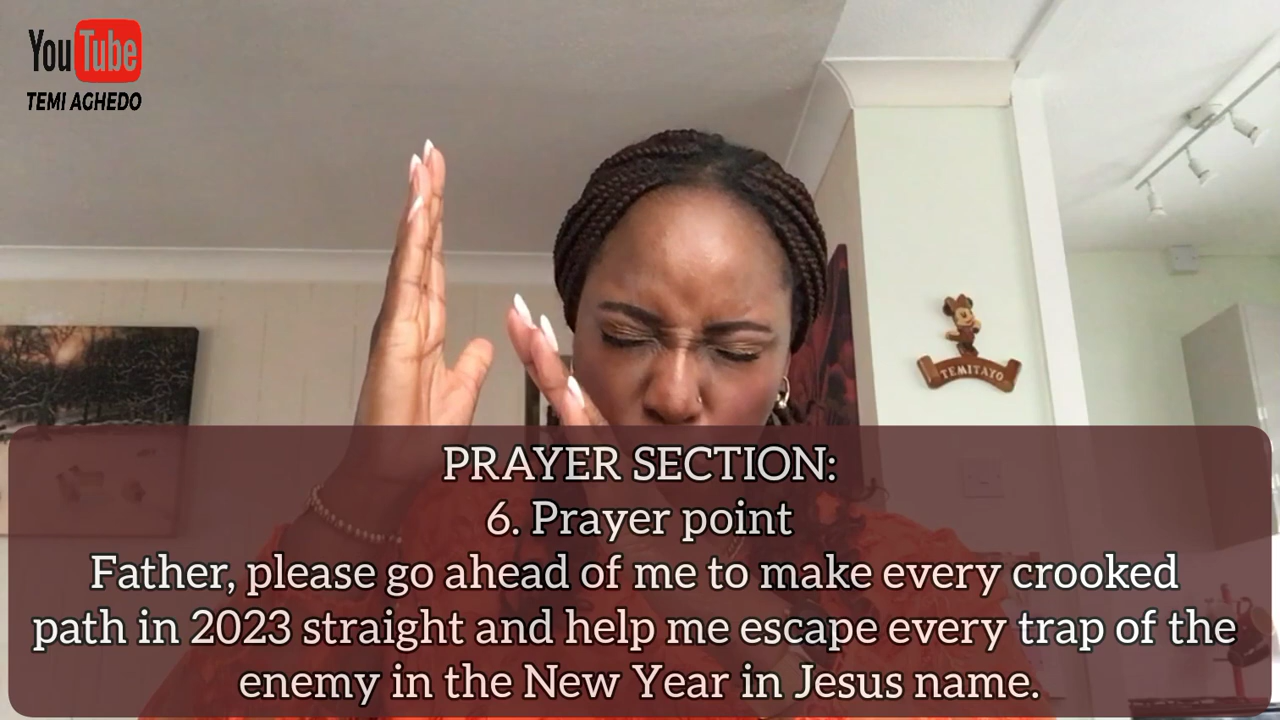 YouTube
TEMI AGHEDO
TEMITAYO
PRAYER SECTION:
6. Prayer point
Father, please go ahead of me to make every crooked
path in 2023 straight and help me escape every trap of the
enemy in the New Year in Jesus name.